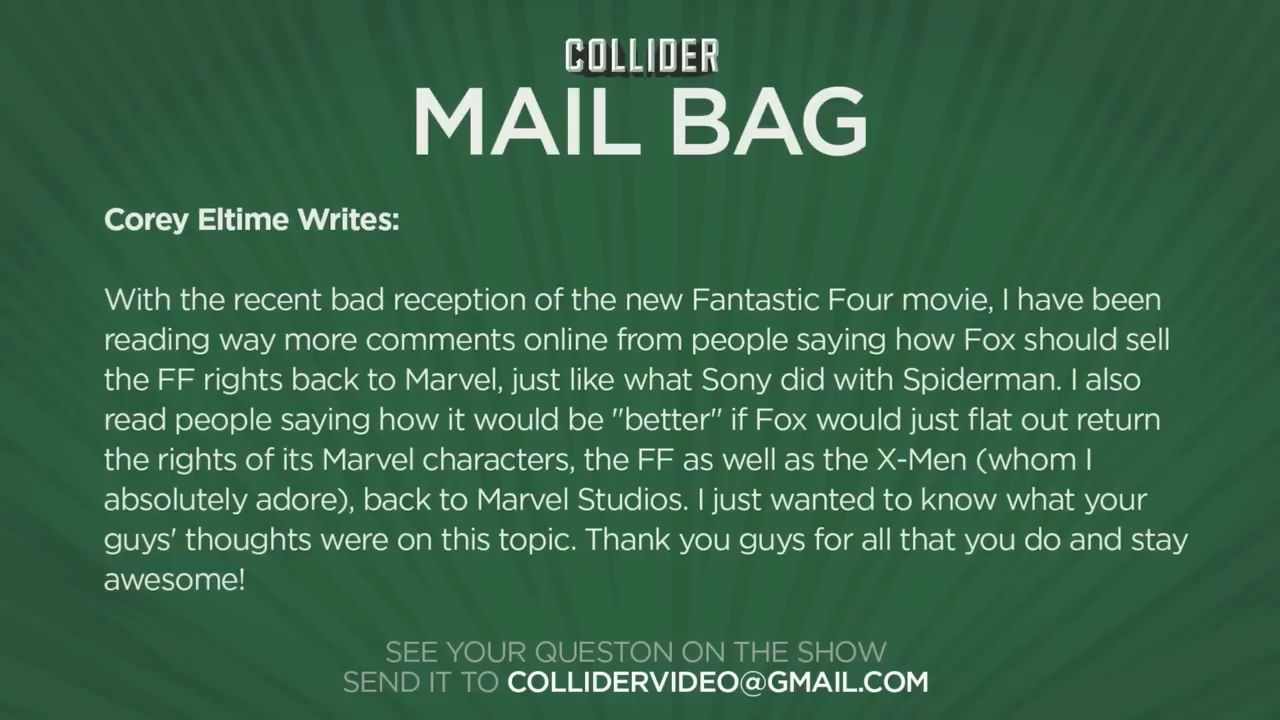 COLLIDER
MAIL BAG
Corey Eltime Writes:
With the recent bad reception of the new Fantastic Four movie, I have been
reading way more comments online from people saying how Fox should sell
the FF rights back to Marvel, just like what Sony did with Spiderman. I also
read people saying how it would be "better" if Fox would just flat out return
the rights of its Marvel characters, the FF as well as the X-Men (whom I
absolutely adore), back to Marvel Studios. I just wanted to know what your
guys' thoughts were on this topic. Thank you guys for all that you do and stay
awesome!
SEE YOUR QUESTON ON THE SHOW
SEND IT TO COLLIDERVIDEO@GMAIL.COM